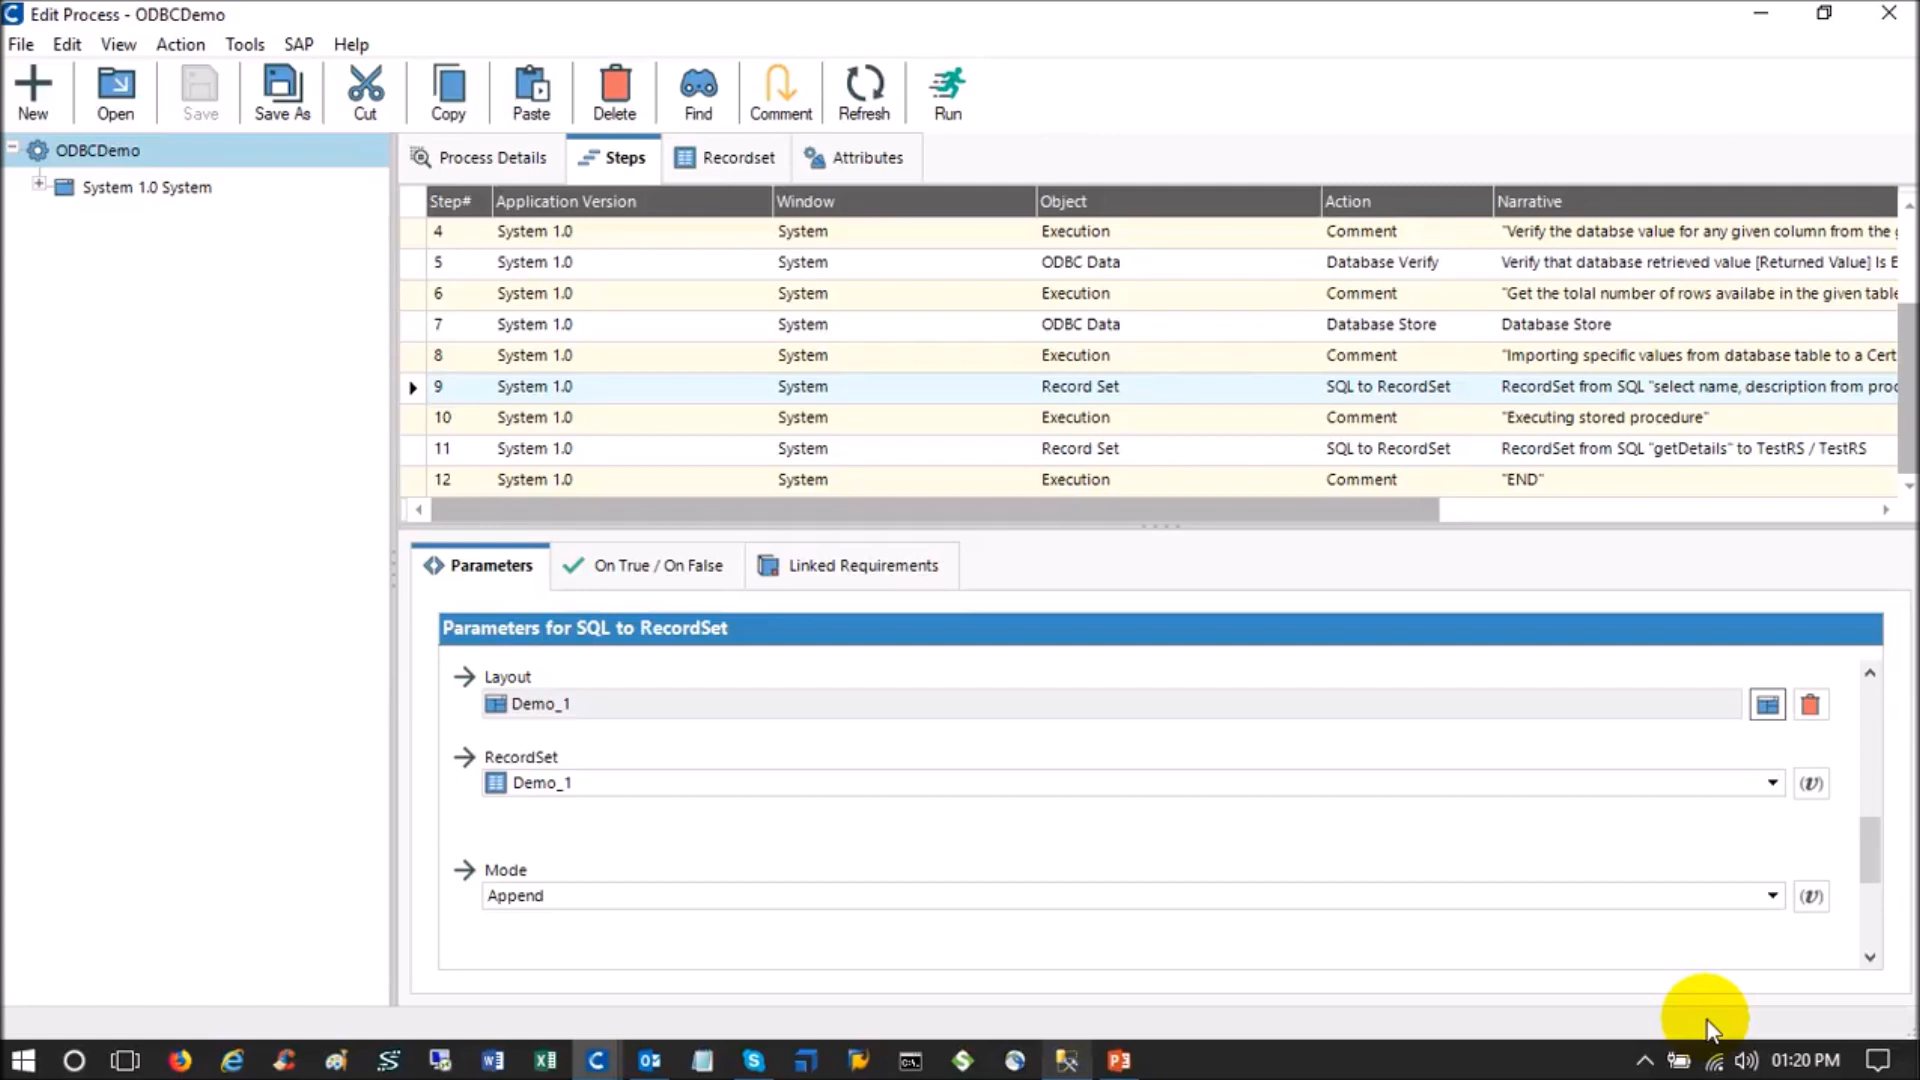 Edit Process - ODBCDemo
File Edit View Action Tools SAP Help
New Open Save Save As Cut Copy Paste Delete Find Comment Refresh Run
ODBCDemo
System 1.0 System
Process Details Steps Recordset Attributes
Step# Application Version Window Object Action Narrative
4 System 1.0 System Execution Comment "Verify the databse value for any given column from the
5 System 1.0 System ODBC Data Database Verify Verify that database retrieved value [Returned Value] Is E
6 System 1.0 System Execution Comment "Get the tolal number of rows availabe in the given table
7 System 1.0 System ODBC Data Database Store Database Store
8 System 1.0 System Execution Comment "Importing specific values from database table to a Cert
9 System 1.0 System Record Set SQL to RecordSet RecordSet from SQL "select name, description from proc
10 System 1.0 System Execution Comment "Executing stored procedure"
11 System 1.0 System Record Set SQL to RecordSet RecordSet from SQL "getDetails" to TestRS / TestRS
12 System 1.0 System Execution Comment "END"
Parameters On True / On False Linked Requirements
Parameters for SQL to RecordSet
Layout
Demo_1
RecordSet
Demo_1 (v)
Mode
Append (v)
01:20 PM